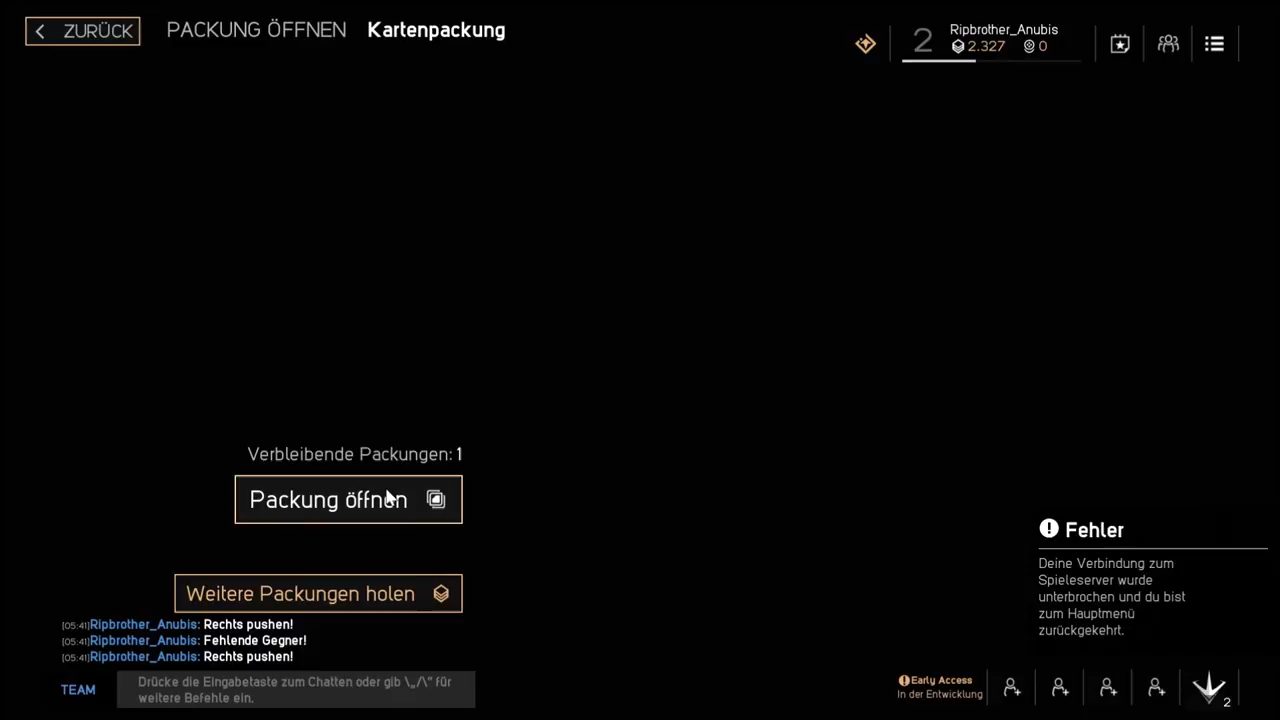 ZURÜCK PACKUNG ÖFFNEN Kartenpackung
2 Ripbrother_Anubis
2.327 0
Verbleibende Packungen: 1
Packung öffnen
Weitere Packungen holen
[05:41]Ripbrother_Anubis: Rechts pushen!
[05:41]Ripbrother_Anubis: Fehlende Gegner!
[05:41]Ripbrother_Anubis: Rechts pushen!
TEAM
Drücke die Eingabetaste zum Chatten oder gib \„/\“ für
weitere Befehle ein.
Fehler
Deine Verbindung zum
Spieleserver wurde
unterbrochen und du bist
zum Hauptmenü
zurückgekehrt.
Early Access
In der Entwicklung
2